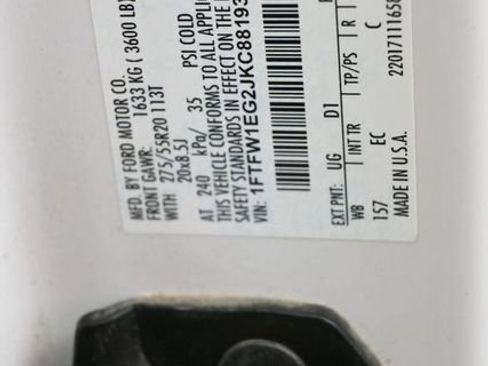 MFD. BY FORD MOTOR CO.
FRONT GAWR: 1633 KG ( 3600 LB)
WITH 275/55R20 113T
20x8.5J
AT 240 kPa/ 35 PSI COLD
THIS VEHICLE CONFORMS TO ALL APPLI
SAFETY STANDARDS IN EFFECT ON THE
VIN: 1FTFW1EG2JKC88193
EXT PNT: UG D1
WB INT TR TP/PS R
157 EC C
MADE IN U.S.A. 22017111165